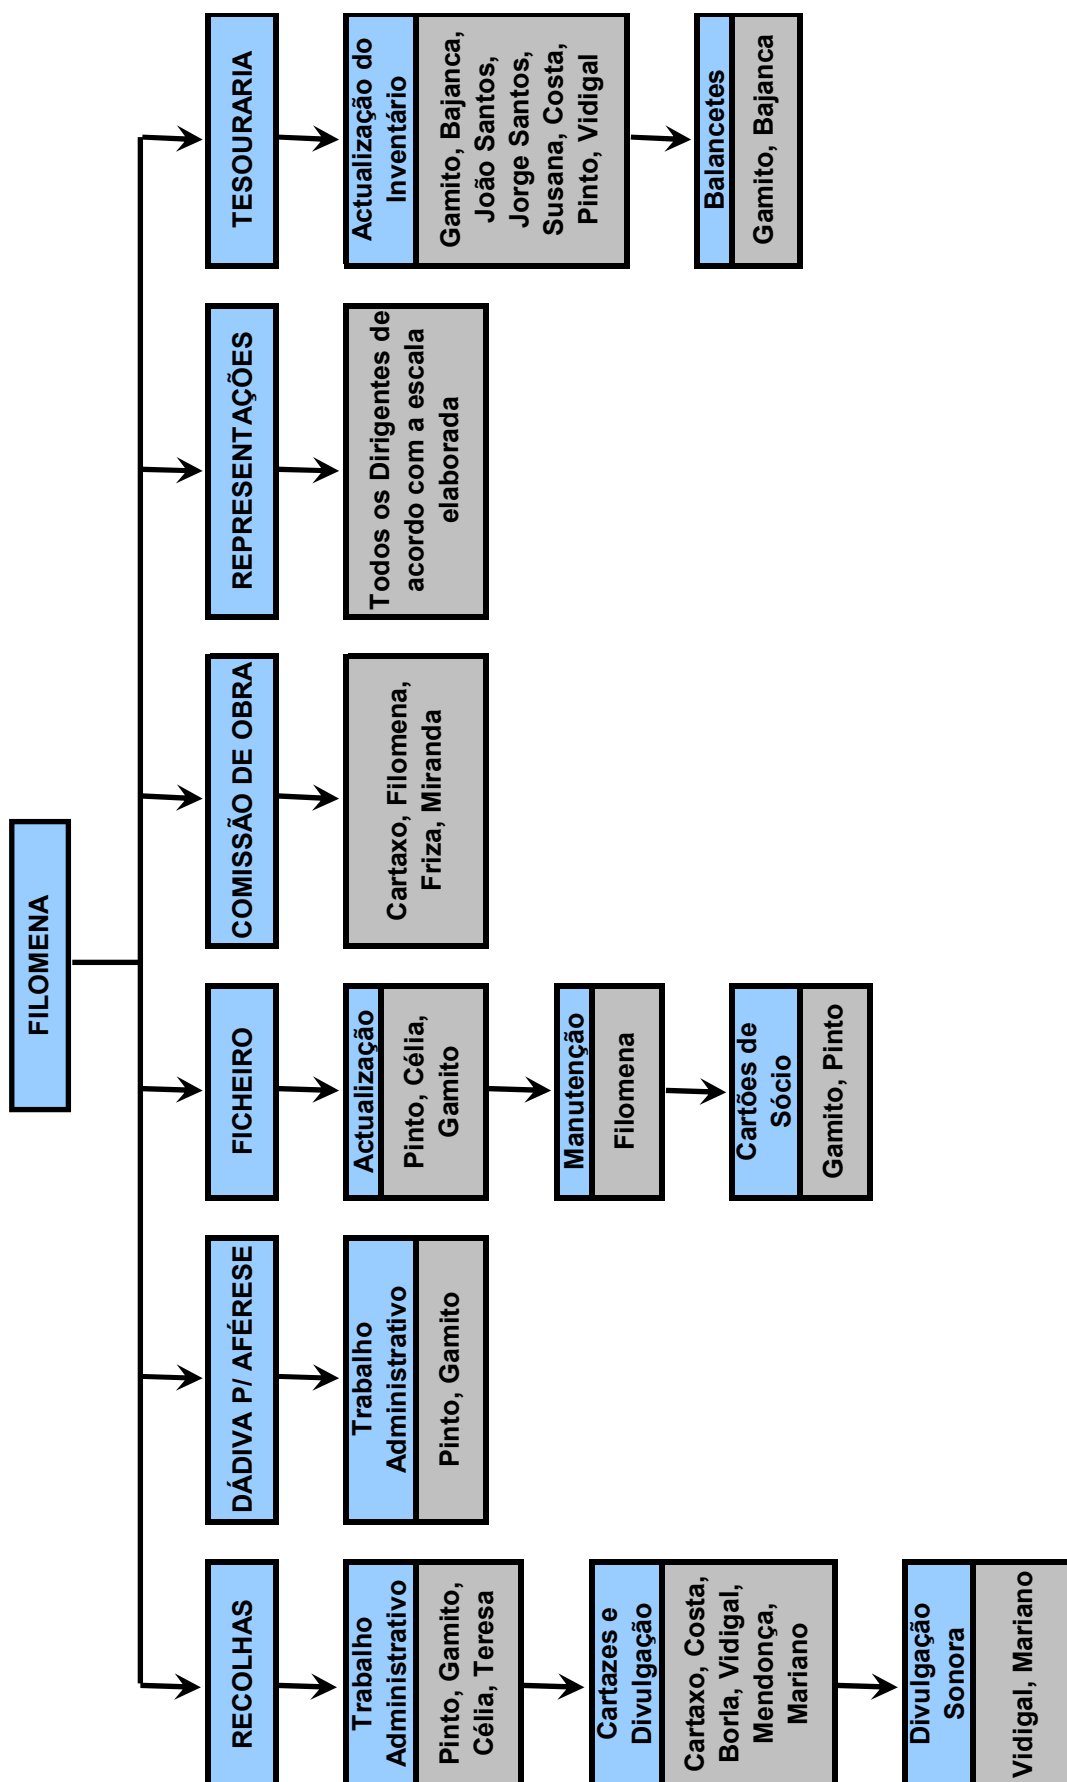 FILOMENA
RECOLHAS
Trabalho
Administrativo
Pinto, Gamito,
Célia, Teresa
Cartazes e
Divulgação
Cartaxo, Costa,
Borla, Vidigal,
Mendonça,
Mariano
Divulgação
Sonora
Vidigal, Mariano
DÁDIVA P/ AFÉRESE
Trabalho
Administrativo
Pinto, Gamito
FICHEIRO
Actualização
Pinto, Célia,
Gamito
Manutenção
Filomena
Cartões de
Sócio
Gamito, Pinto
COMISSÃO DE OBRA
Cartaxo, Filomena,
Friza, Miranda
REPRESENTAÇÕES
Todos os Dirigentes de
acordo com a escala
elaborada
TESOURARIA
Actualização do
Inventário
Gamito, Bajanca,
João Santos,
Jorge Santos,
Susana, Costa,
Pinto, Vidigal
Balancetes
Gamito, Bajanca